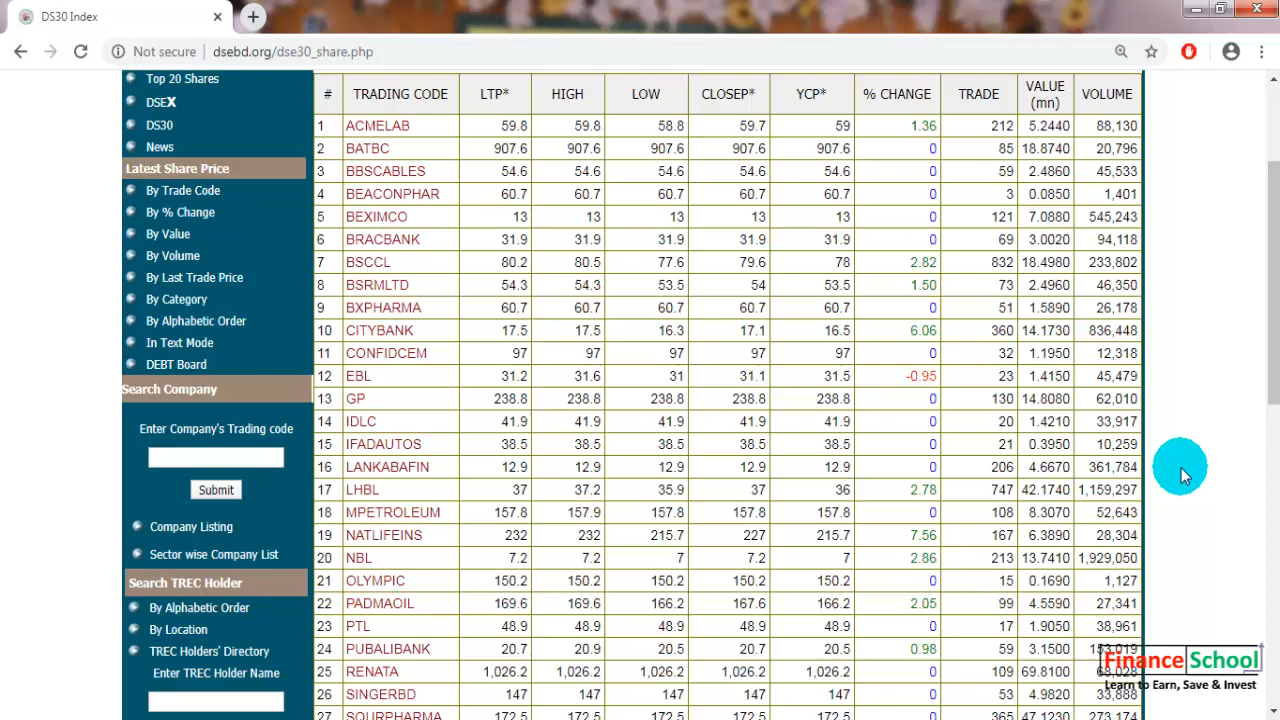 DS30 Index
Not secure | dsebd.org/dse30_share.php
Top 20 Shares
DSEX
DS30
News
Latest Share Price
By Trade Code
By % Change
By Value
By Volume
By Last Trade Price
By Category
By Alphabetic Order
In Text Mode
DEBT Board
Search Company
Enter Company's Trading code
Submit
Company Listing
Sector wise Company List
Search TREC Holder
By Alphabetic Order
By Location
TREC Holders' Directory
Enter TREC Holder Name
# TRADING CODE LTP* HIGH LOW CLOSEP* YCP* % CHANGE TRADE VALUE (mn) VOLUME
1 ACMELAB 59.8 59.8 58.8 59.7 59 1.36 212 5.2440 88,130
2 BATBC 907.6 907.6 907.6 907.6 907.6 0 85 18.8740 20,796
3 BBSCABLES 54.6 54.6 54.6 54.6 54.6 0 59 2.4860 45,533
4 BEACONPHAR 60.7 60.7 60.7 60.7 60.7 0 3 0.0850 1,401
5 BEXIMCO 13 13 13 13 13 0 121 7.0880 545,243
6 BRACBANK 31.9 31.9 31.9 31.9 31.9 0 69 3.0020 94,118
7 BSCCL 80.2 80.5 77.6 79.6 78 2.82 832 18.4980 233,802
8 BSRMLTD 54.3 54.3 53.5 54 53.5 1.50 73 2.4960 46,350
9 BXPHARMA 60.7 60.7 60.7 60.7 60.7 0 51 1.5890 26,178
10 CITYBANK 17.5 17.5 16.3 17.1 16.5 6.06 360 14.1730 836,448
11 CONFIDCEM 97 97 97 97 97 0 32 1.1950 12,318
12 EBL 31.2 31.6 31 31.1 31.5 -0.95 23 1.4150 45,479
13 GP 238.8 238.8 238.8 238.8 238.8 0 130 14.8080 62,010
14 IDLC 41.9 41.9 41.9 41.9 41.9 0 20 1.4210 33,917
15 IFADAUTOS 38.5 38.5 38.5 38.5 38.5 0 21 0.3950 10,259
16 LANKABAFIN 12.9 12.9 12.9 12.9 12.9 0 206 4.6670 361,784
17 LHBL 37 37.2 35.9 37 36 2.78 747 42.1740 1,159,297
18 MPETROLEUM 157.8 157.9 157.8 157.8 157.8 0 108 8.3070 52,643
19 NATLIFEINS 232 232 215.7 227 215.7 7.56 167 6.3890 28,304
20 NBL 7.2 7.2 7 7.2 7 2.86 213 13.7410 1,929,050
21 OLYMPIC 150.2 150.2 150.2 150.2 150.2 0 15 0.1690 1,127
22 PADMAOIL 169.6 169.6 166.2 167.6 166.2 2.05 99 4.5590 27,341
23 PTL 48.9 48.9 48.9 48.9 48.9 0 17 1.9050 38,961
24 PUBALIBANK 20.7 20.9 20.5 20.7 20.5 0.98 59 3.1500 153,019
25 RENATA 1,026.2 1,026.2 1,026.2 1,026.2 1,026.2 0 109 69.8100 68,028
26 SINGERBD 147 147 147 147 147 0 53 4.9820 33,888
27 SQURPHARMA 172.5 172.5 172.5 172.5 172.5 0 365 47.1230 273,174
Finance School
Learn to Earn, Save & Invest